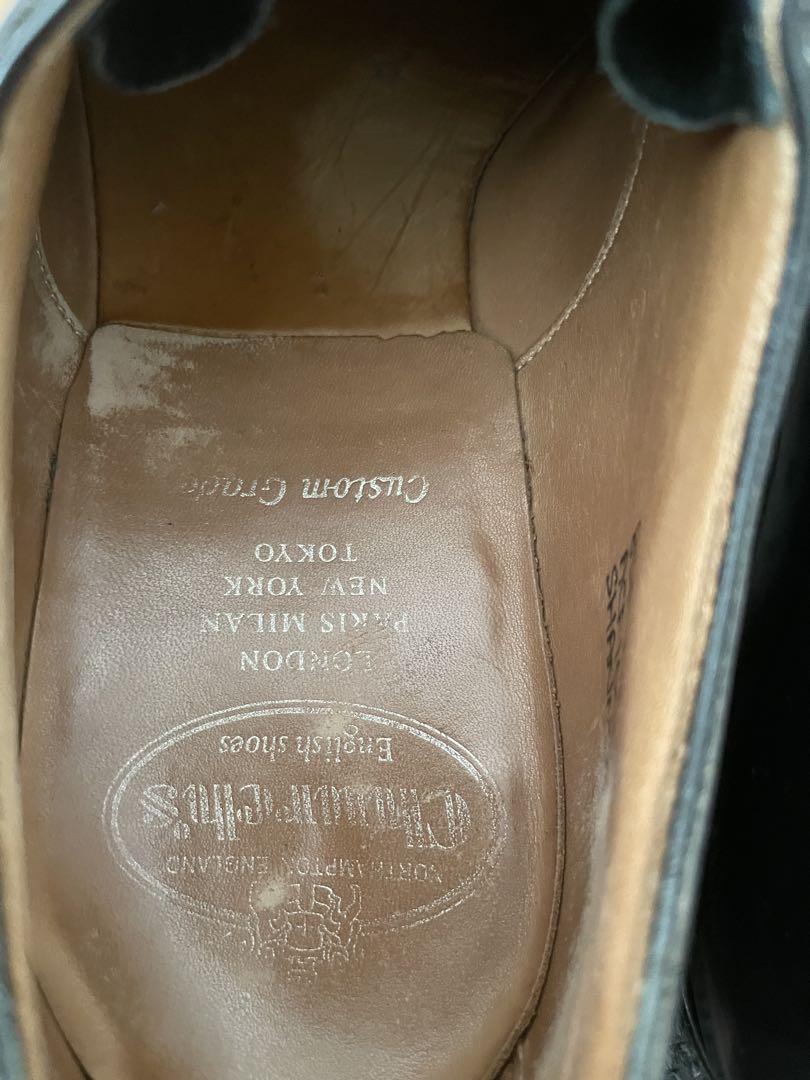 Custom Grade
TOKYO
NEW YORK
PARIS MILAN
LONDON
English shoes
Church's
NORTHAMPTON, ENGLAND